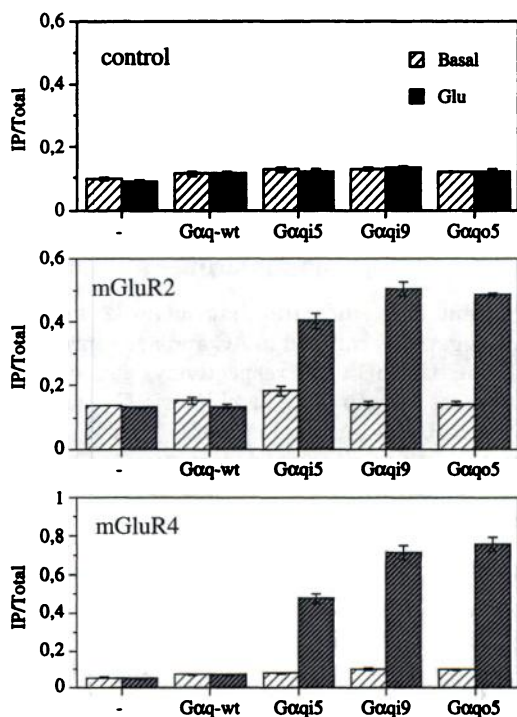 0,6
control
Basal
Glu
0,4
IP/Total
0,2
0
- Gαq-wt Gαqi5 Gαqi9 Gαqo5
0,6
mGluR2
0,4
IP/Total
0,2
0
- Gαq-wt Gαqi5 Gαqi9 Gαqo5
1
mGluR4
0,8
0,6
IP/Total
0,4
0,2
0
- Gαq-wt Gαqi5 Gαqi9 Gαqo5